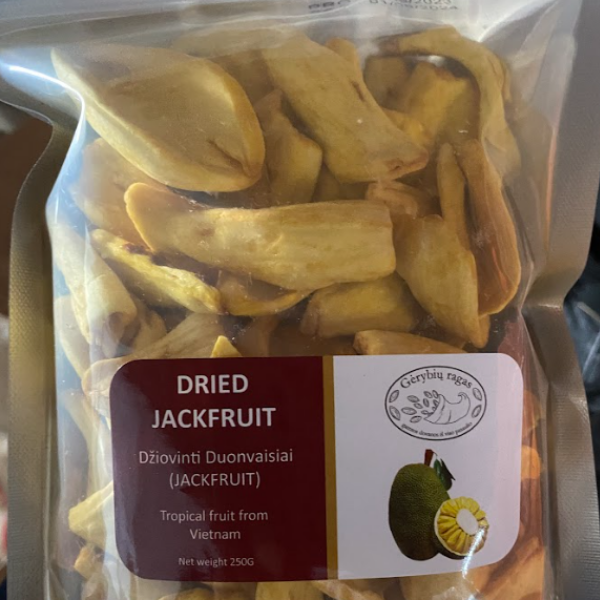 DRIED
JACKFRUIT
Džiovinti Duonvaisiai
(JACKFRUIT)
Tropical fruit from
Vietnam
Net weight 250G
Gėrybių ragas